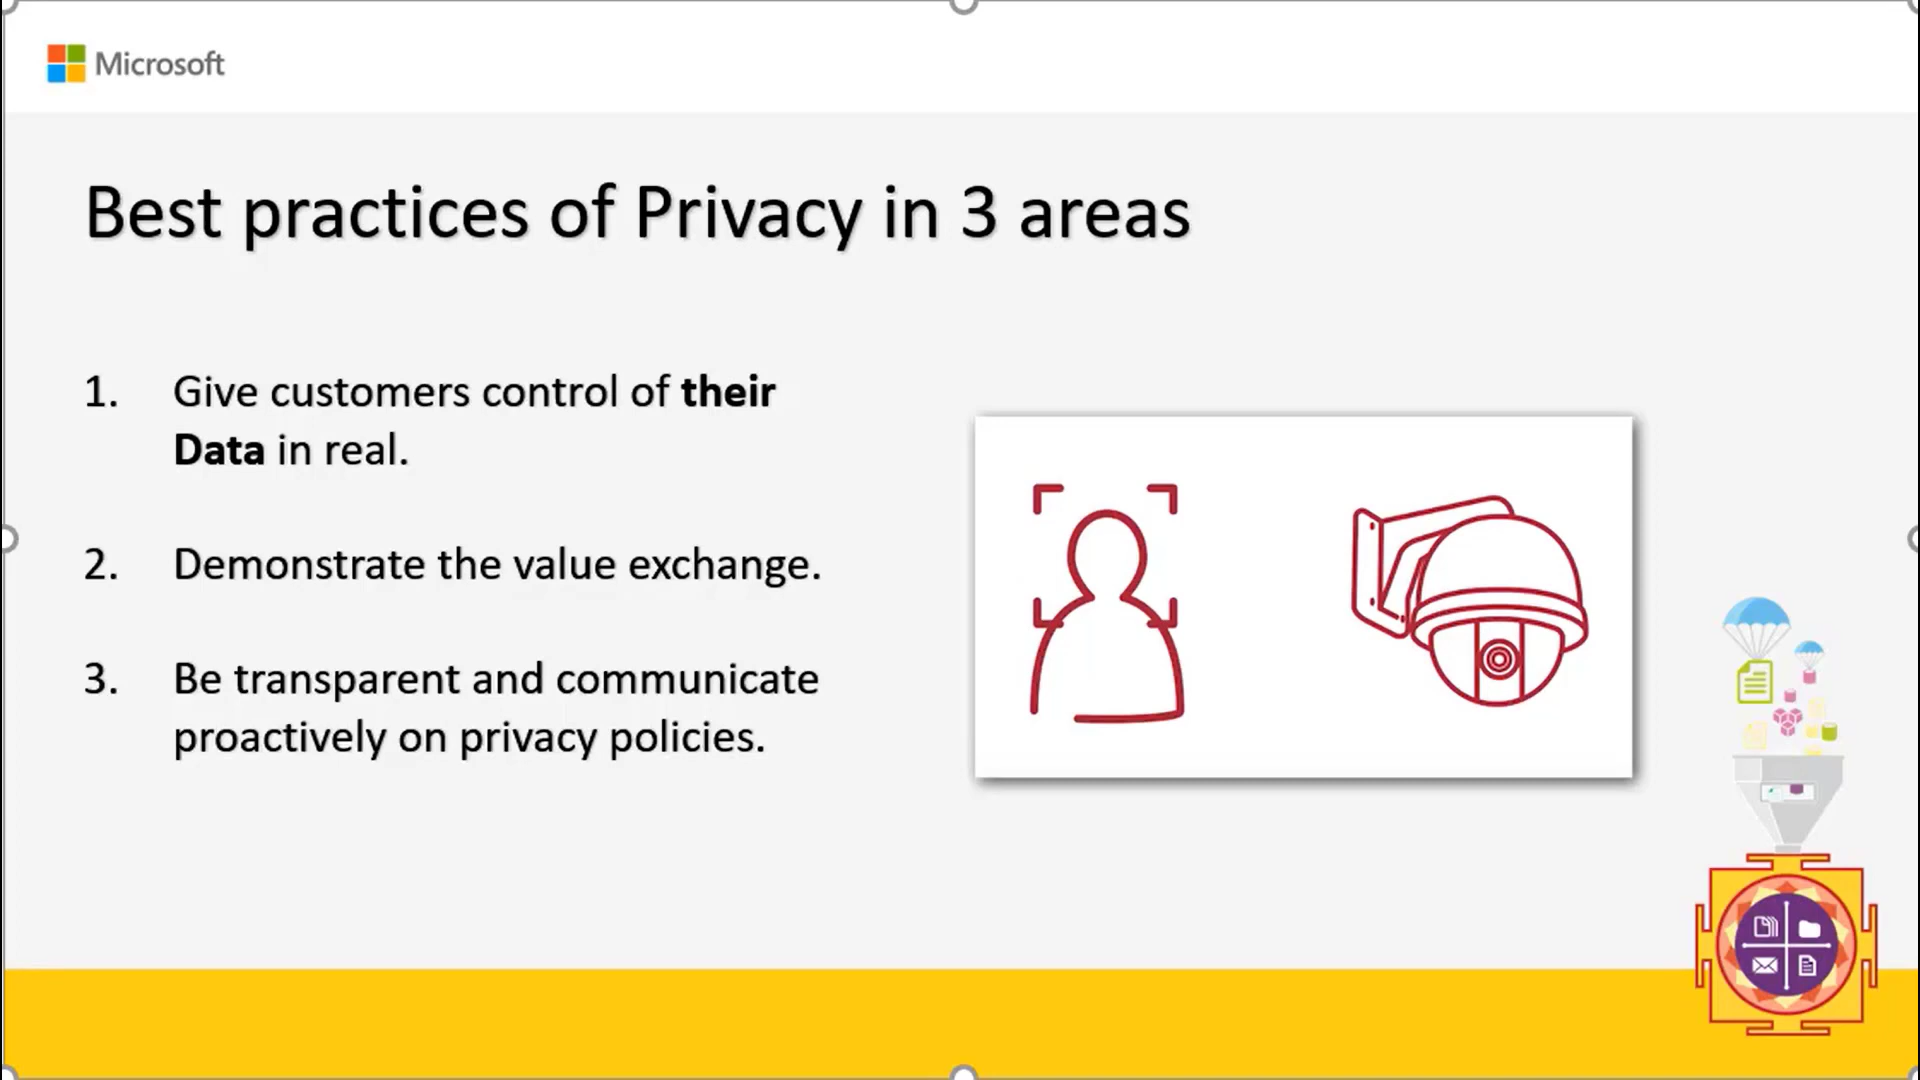 Microsoft
Best practices of Privacy in 3 areas
1. Give customers control of their
Data in real.
2. Demonstrate the value exchange.
3. Be transparent and communicate
proactively on privacy policies.